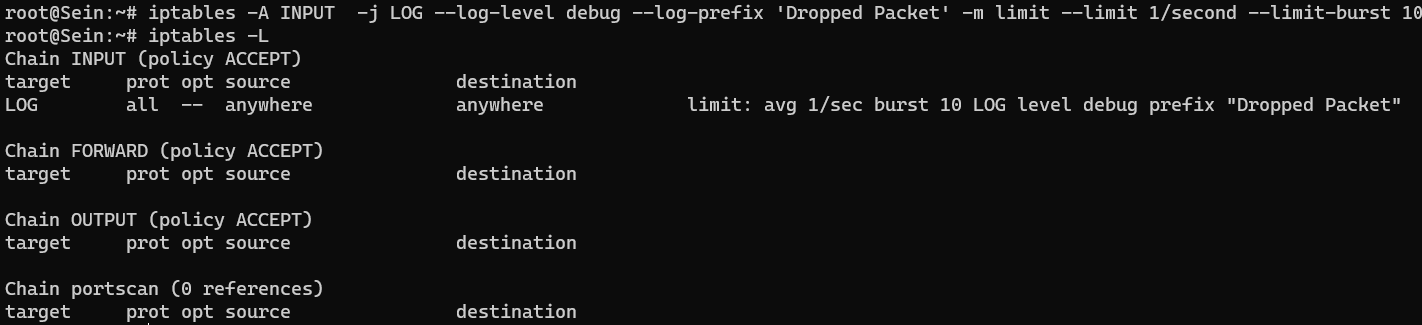 root@Sein:~# iptables -A INPUT  -j LOG --log-level debug --log-prefix 'Dropped Packet' -m limit --limit 1/second --limit-burst 10
root@Sein:~# iptables -L
Chain INPUT (policy ACCEPT)
target     prot opt source               destination
LOG        all  --  anywhere             anywhere             limit: avg 1/sec burst 10 LOG level debug prefix "Dropped Packet"
Chain FORWARD (policy ACCEPT)
target     prot opt source               destination
Chain OUTPUT (policy ACCEPT)
target     prot opt source               destination
Chain portscan (0 references)
target     prot opt source               destination